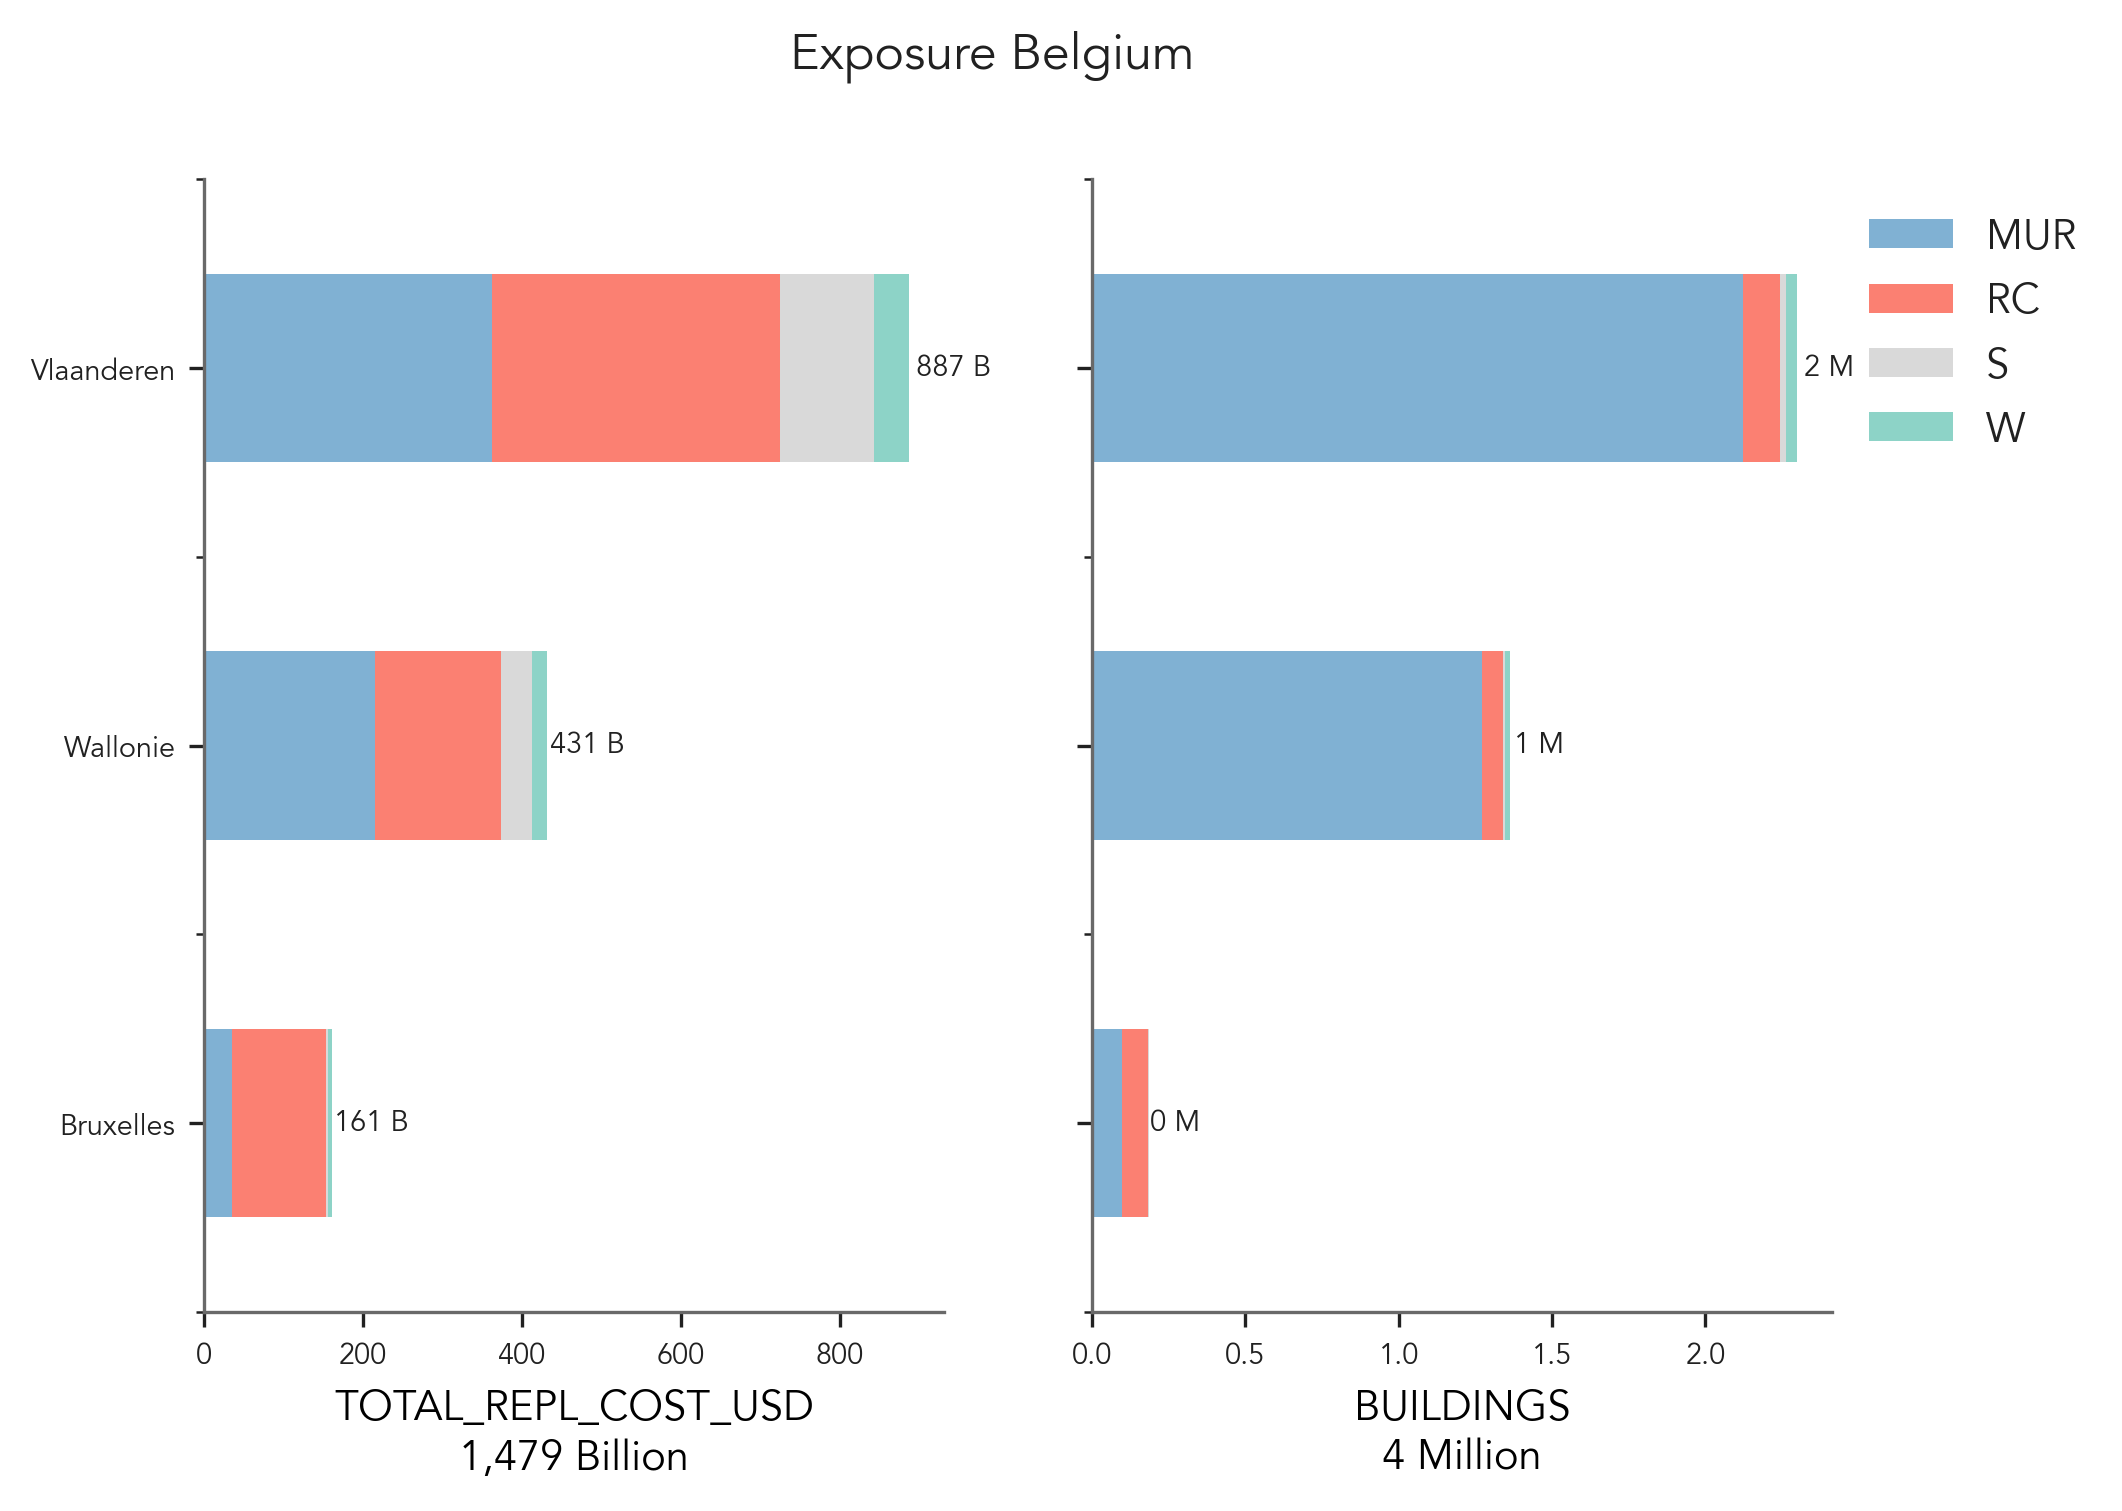 Exposure Belgium
Vlaanderen
887 B
Wallonie
431 B
Bruxelles
161 B
0 200 400 600 800
TOTAL_REPL_COST_USD
1,479 Billion
2 M
1 M
0 M
0.0 0.5 1.0 1.5 2.0
BUILDINGS
4 Million
MUR
RC
S
W